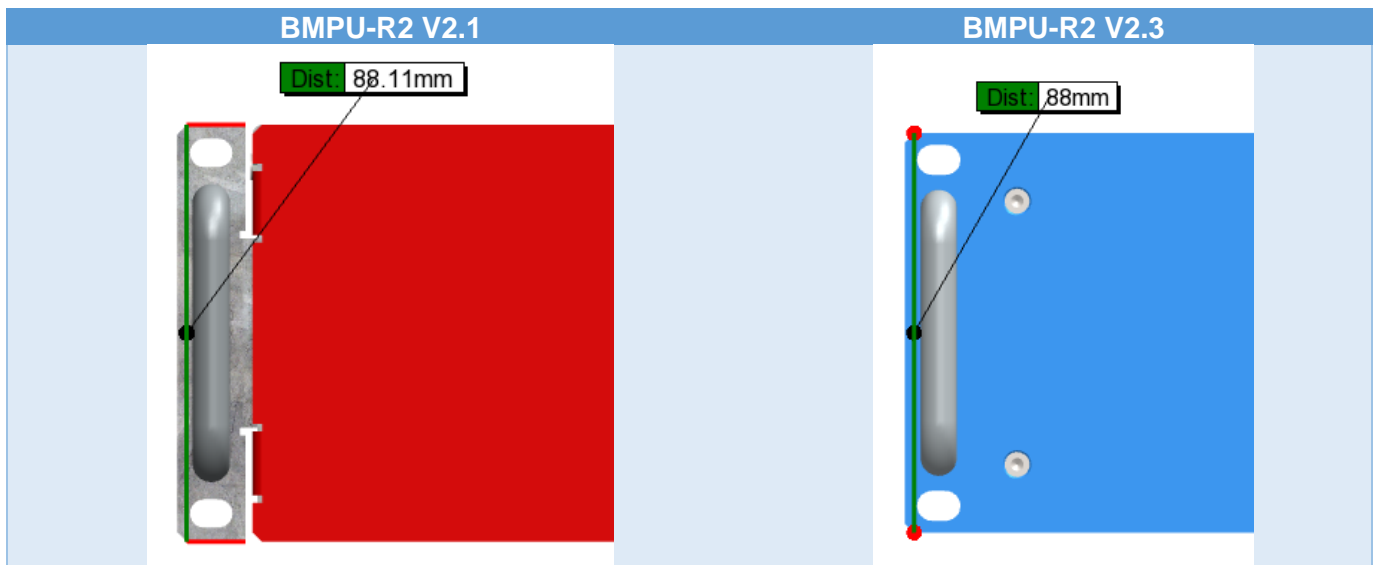 BMPU-R2 V2.1
BMPU-R2 V2.3
Dist: 88.11mm
Dist: 88mm